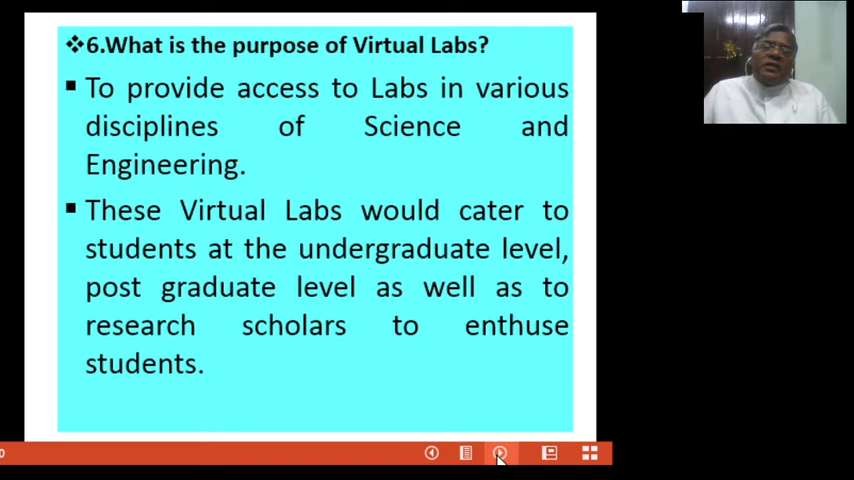 ❖6.What is the purpose of Virtual Labs?
▪ To provide access to Labs in various
disciplines of Science and
Engineering.
▪ These Virtual Labs would cater to
students at the undergraduate level,
post graduate level as well as to
research scholars to enthuse
students.
0